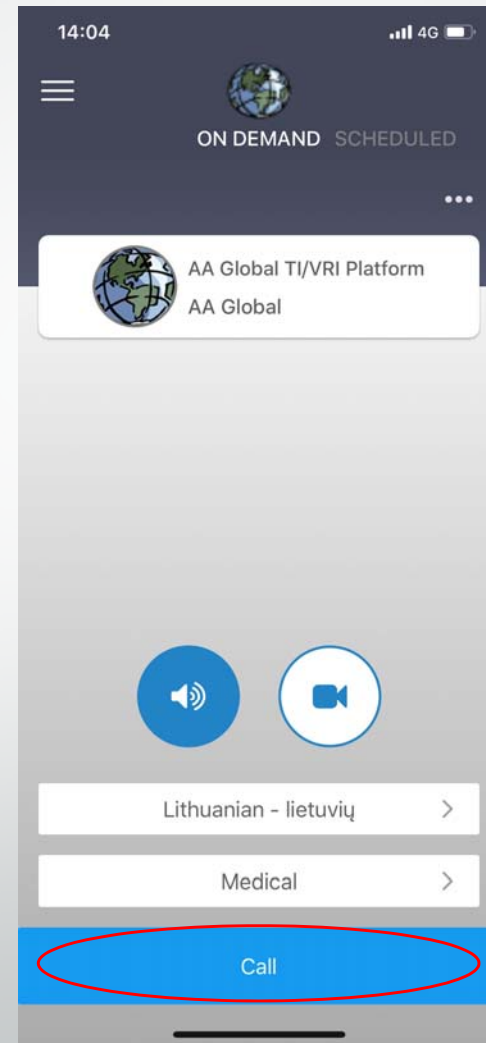 14:04
4G
ON DEMAND SCHEDULED
AA Global TI/VRI Platform
AA Global
Lithuanian - lietuvių
Medical
Call